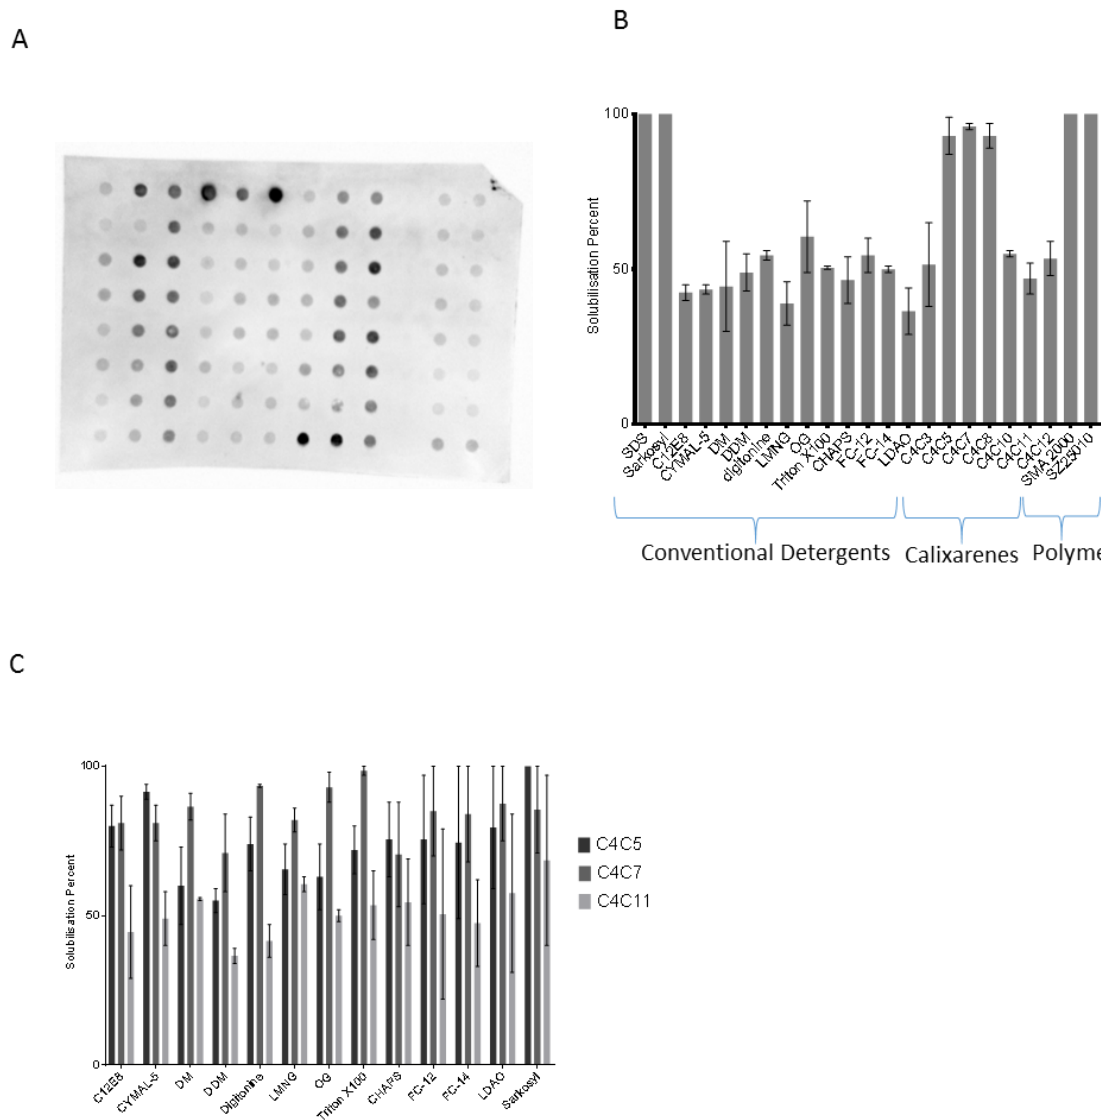 A
B
100
50
0
Solubilisation Percent
SDS
Sarkosyl
C12E8
CYMAL-5
DM
DDM
digitonine
LMNG
OG
Triton X100
CHAPS
FC-12
FC-14
LDAO
C4C3
C4C5
C4C7
C4C8
C4C10
C4C11
C4C12
SMA 2000
SZ25010
Conventional Detergents
Calixarenes
Polyme
C
100
50
0
Solubilisation Percent
C12E8
CYMAL-5
DM
DDM
Digitonine
LMNG
OG
Triton X100
CHAPS
FC-12
FC-14
LDAO
Sarkosyl
C4C5
C4C7
C4C11